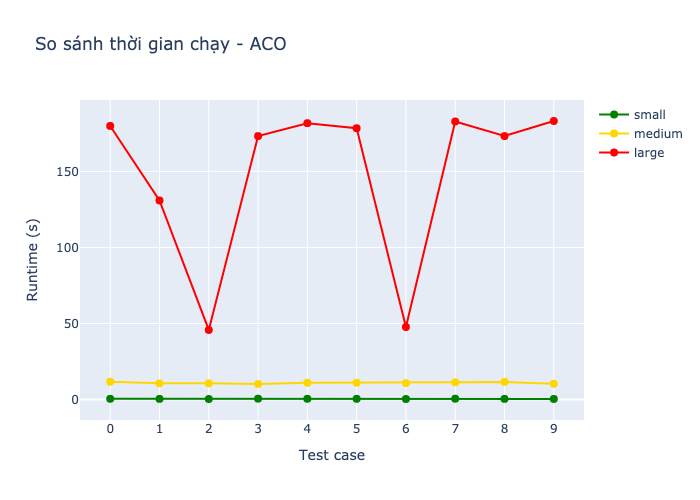 So sánh thời gian chạy - ACO
small
medium
large
Runtime (s)
150
100
50
0
0 1 2 3 4 5 6 7 8 9
Test case